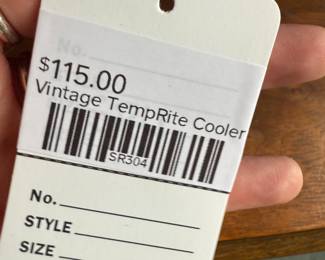 No.
$115.00
Vintage TempRite Cooler
SR304
No.
STYLE
SIZE